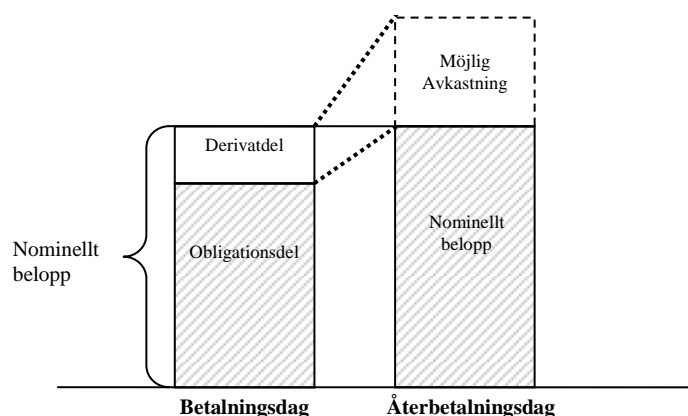 Möjlig
Avkastning
Derivatdel
Nominellt
belopp
Obligationsdel
Nominellt
belopp
Betalningsdag
Återbetalningsdag